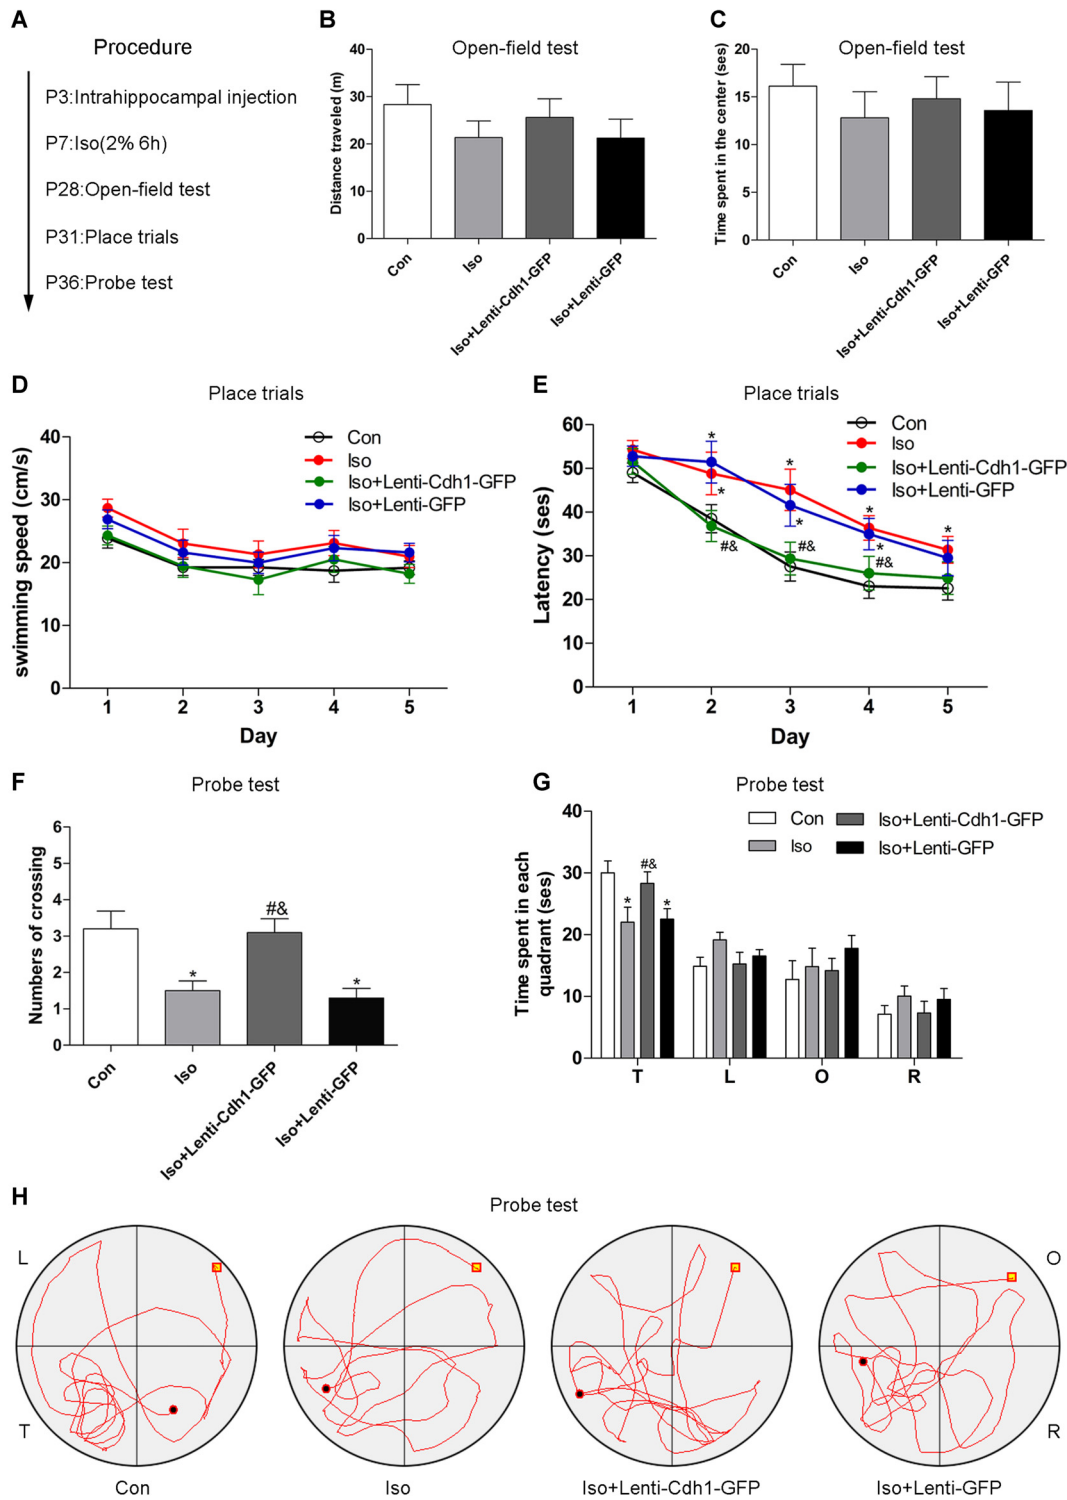 A
Procedure
P3:Intrahippocampal injection
P7:Iso(2% 6h)
P28:Open-field test
P31:Place trials
P36:Probe test
B
Open-field test
Distance traveled (m)
40
30
20
10
0
Con
Iso
Iso+Lenti-Cdh1-GFP
Iso+Lenti-GFP
C
Open-field test
Time spent in the center (ses)
20
15
10
5
0
Con
Iso
Iso+Lenti-Cdh1-GFP
Iso+Lenti-GFP
D
Place trials
swimming speed (cm/s)
40
30
20
10
0
Con
Iso
Iso+Lenti-Cdh1-GFP
Iso+Lenti-GFP
1 2 3 4 5
Day
E
Place trials
Latency (ses)
60
50
40
30
20
10
0
Con
Iso
Iso+Lenti-Cdh1-GFP
Iso+Lenti-GFP
* * * *
* * *
#& #& #&
1 2 3 4 5
Day
F
Probe test
Numbers of crossing
6
5
4
3
2
1
0
* #& *
Con
Iso
Iso+Lenti-Cdh1-GFP
Iso+Lenti-GFP
G
Probe test
Time spent in each
quadrant (ses)
40
30
20
10
0
Con
Iso
Iso+Lenti-Cdh1-GFP
Iso+Lenti-GFP
* #& *
T L O R
H
Probe test
L
O
T
R
Con
Iso
Iso+Lenti-Cdh1-GFP
Iso+Lenti-GFP